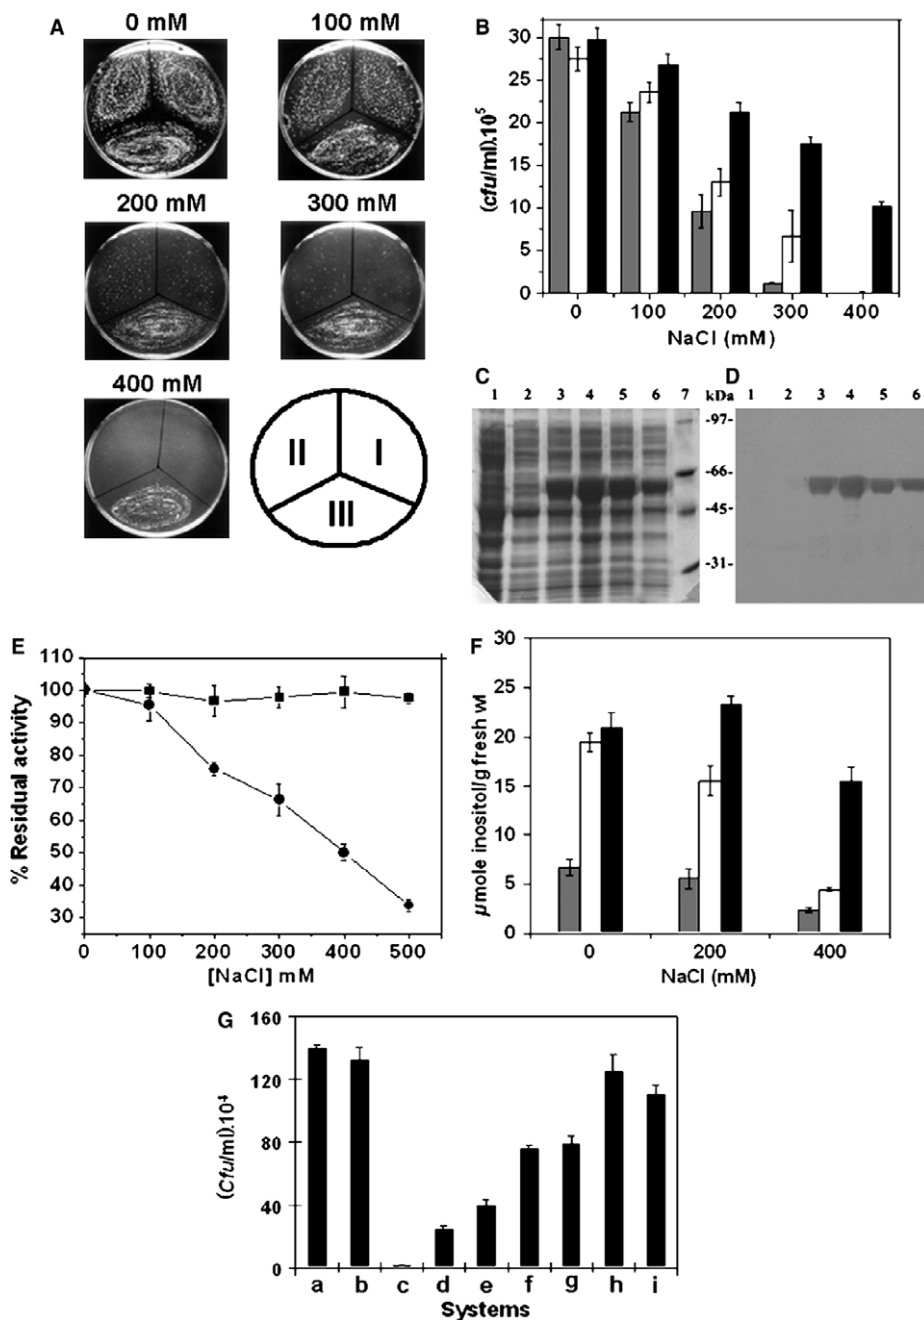 A
0 mM
100 mM
200 mM
300 mM
400 mM
II
I
III
B
(cfu/ml).10⁵
30
25
20
15
10
5
0
0 100 200 300 400
NaCl (mM)
C
1 2 3 4 5 6 7
kDa
-97-
-66-
-45-
-31-
D
1 2 3 4 5 6
E
% Residual activity
110
100
90
80
70
60
50
40
30
0 100 200 300 400 500
[NaCl] mM
F
µmole inositol/g fresh wl
30
25
20
15
10
5
0
0 200 400
NaCl (mM)
G
(Cfu/ml).10⁴
160
120
80
40
0
a b c d e f g h i
Systems